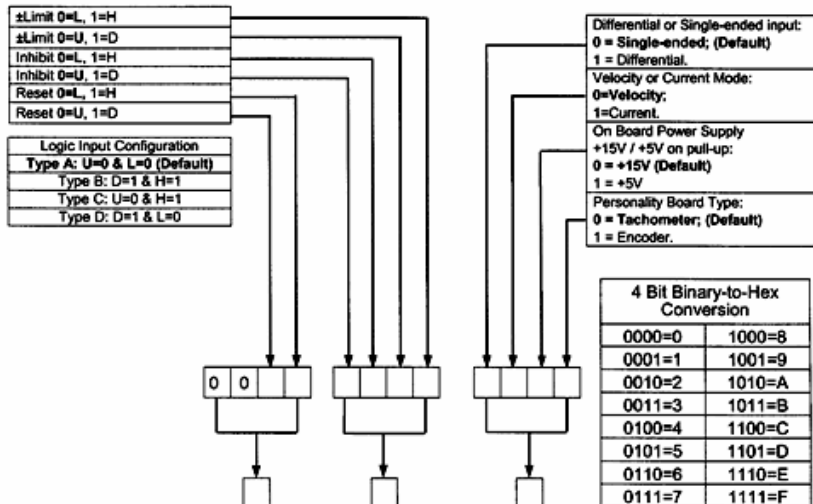 ±Limit 0=L, 1=H
±Limit 0=U, 1=D
Inhibit 0=L, 1=H
Inhibit 0=U, 1=D
Reset 0=L, 1=H
Reset 0=U, 1=D
Logic Input Configuration
Type A: U=0 & L=0 (Default)
Type B: D=1 & H=1
Type C: U=0 & H=1
Type D: D=1 & L=0
Differential or Single-ended input:
0 = Single-ended; (Default)
1 = Differential.
Velocity or Current Mode:
0=Velocity;
1=Current.
On Board Power Supply
+15V / +5V on pull-up:
0 = +15V (Default)
1 = +5V
Personality Board Type:
0 = Tachometer; (Default)
1 = Encoder.
4 Bit Binary-to-Hex
Conversion
0000=0 1000=8
0001=1 1001=9
0010=2 1010=A
0011=3 1011=B
0100=4 1100=C
0101=5 1101=D
0110=6 1110=E
0111=7 1111=F
0 0